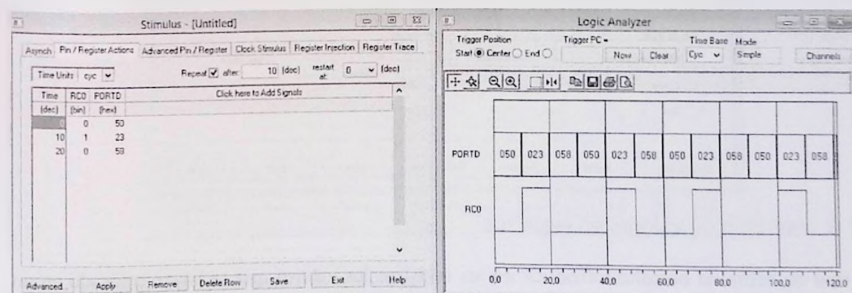 Stimulus - [Untitled]
Asynch Pin / Register Actions Advanced Pin / Register Clock Stimulus Register Injection Register Trace
Time Units cyc Repeat after 10 (dec) restart at: 0 (dec)
Time RC0 PORTD Click here to Add Signals
(dec) (bin) (hex)
0 50
10 1 23
20 0 58
Advanced... Apply Remove Delete Row Save Exit Help
Logic Analyzer
Trigger Position Trigger PC = Time Base Mode
Start Center End Now Clear Cyc Simple Channels
PORTD 050 023 058 050 023 058 050 023 058 050 023 058
RC0
0.0 20.0 40.0 60.0 80.0 100.0 120.0